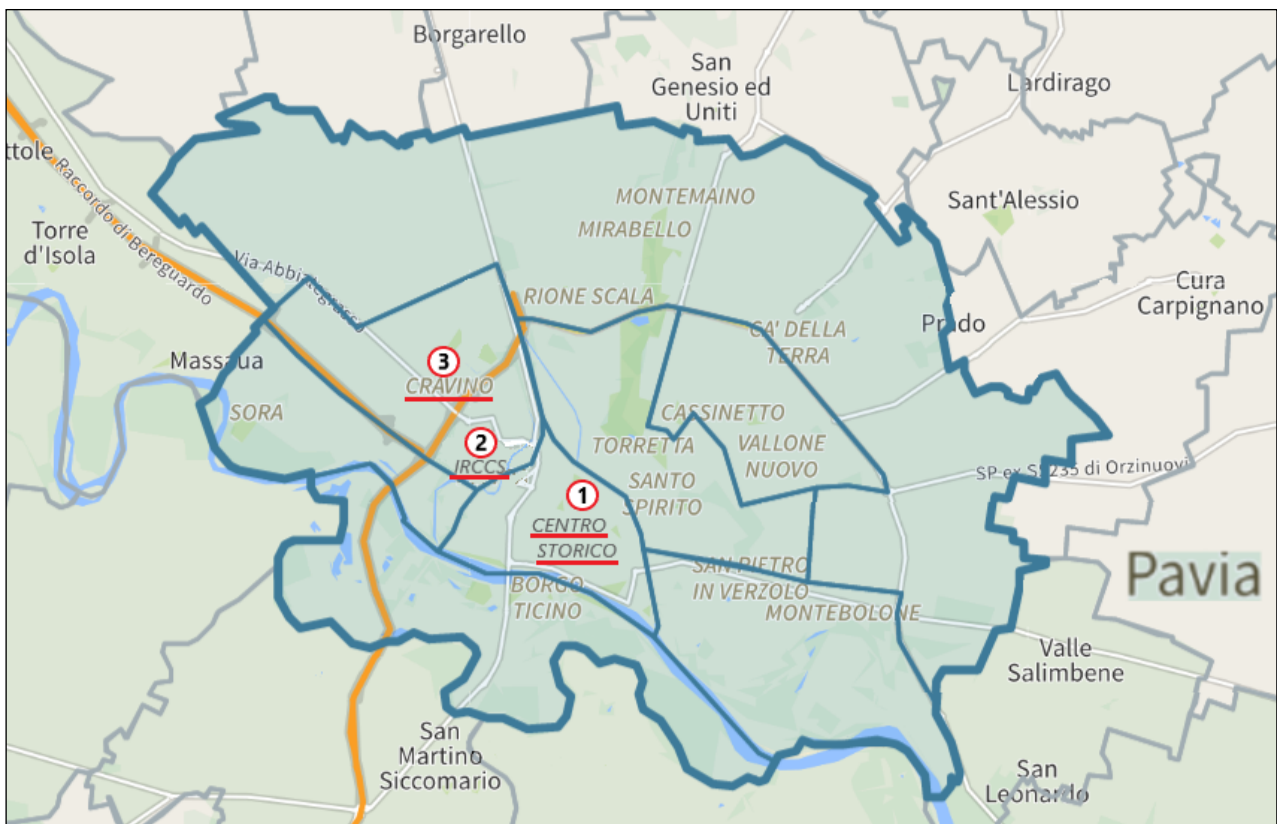 Borgarello
San
Genesio ed
Uniti
Lardirago
ttole
Raccordo di Bereguardo
Torre
d'Isola
Via Abbiategrasso
MONTEMAINO
MIRABELLO
Sant'Alessio
Cura
Carpignano
RIONE SCALA
CA' DELLA
TERRA
Prado
Massaua
3
CRAVINO
SORA
CASSINETTO
TORRETTA
VALLONE
NUOVO
2
IRCCS
SANTO
SPIRITO
SP ex SS235 di Orzinuovi
1
CENTRO
STORICO
SAN PIETRO
IN VERZOLO
BORGO
TICINO
MONTEBOLONE
Pavia
Valle
Salimbene
San
Martino
Siccomario
San
Leonardo